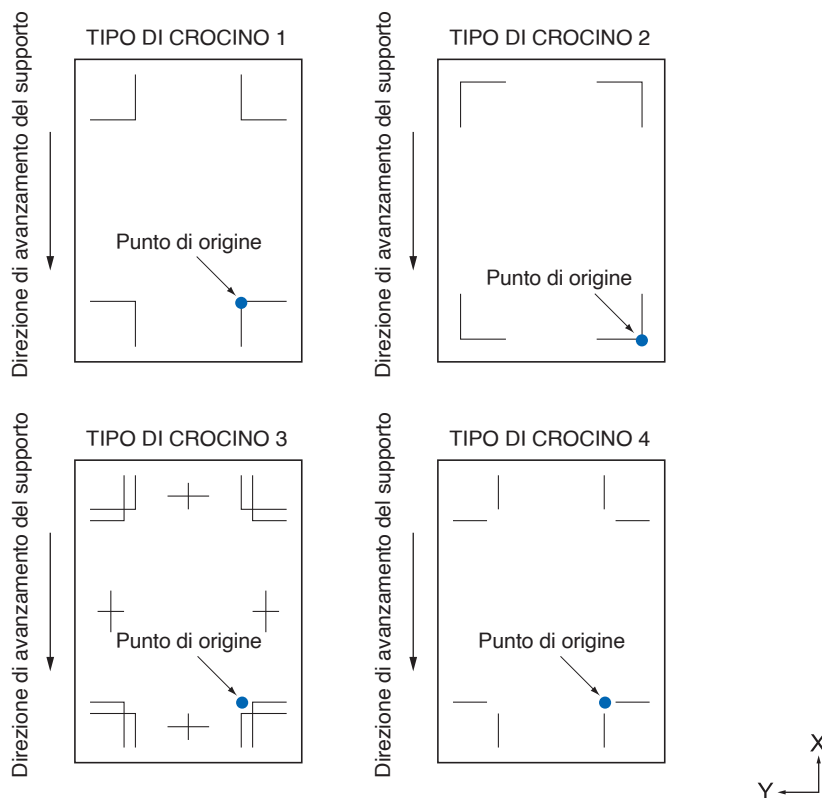 TIPO DI CROCINO 1
Direzione di avanzamento del supporto
Punto di origine
TIPO DI CROCINO 2
Direzione di avanzamento del supporto
Punto di origine
TIPO DI CROCINO 3
Direzione di avanzamento del supporto
Punto di origine
TIPO DI CROCINO 4
Direzione di avanzamento del supporto
Punto di origine
X
Y